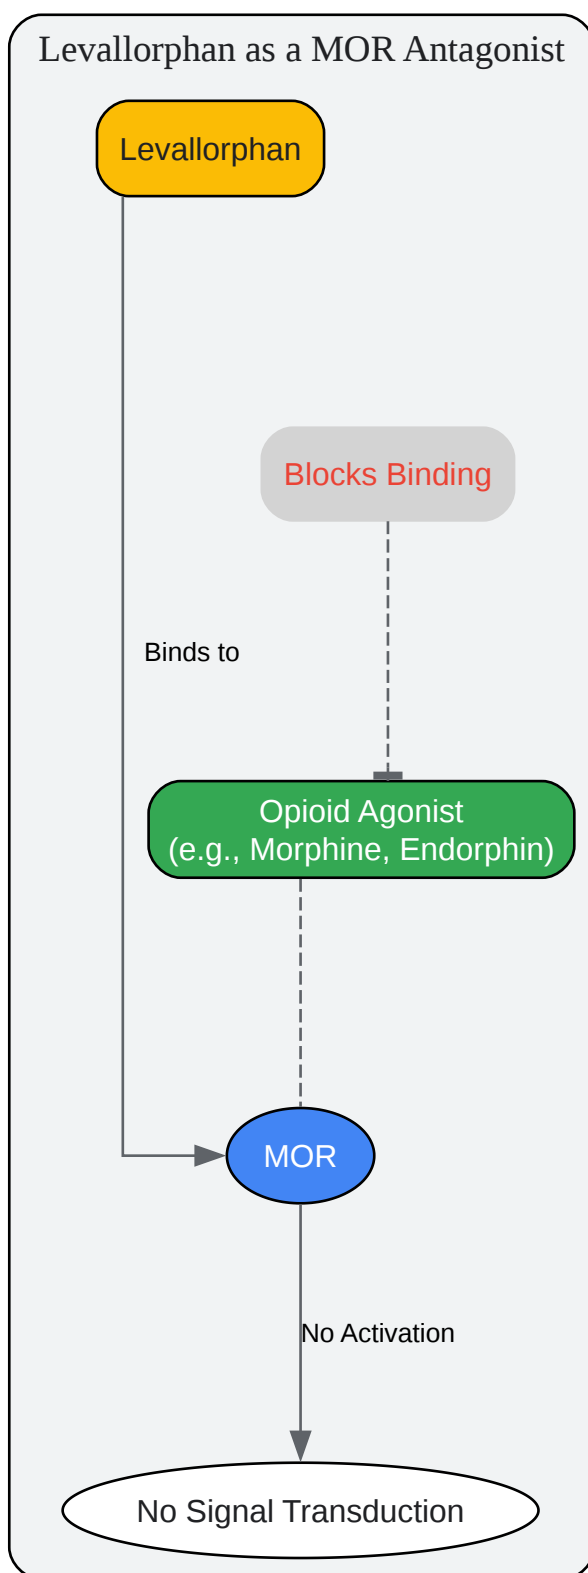 Levallorphan as a MOR Antagonist
Levallorphan
Blocks Binding
Binds to
Opioid Agonist
(e.g., Morphine, Endorphin)
MOR
No Activation
No Signal Transduction